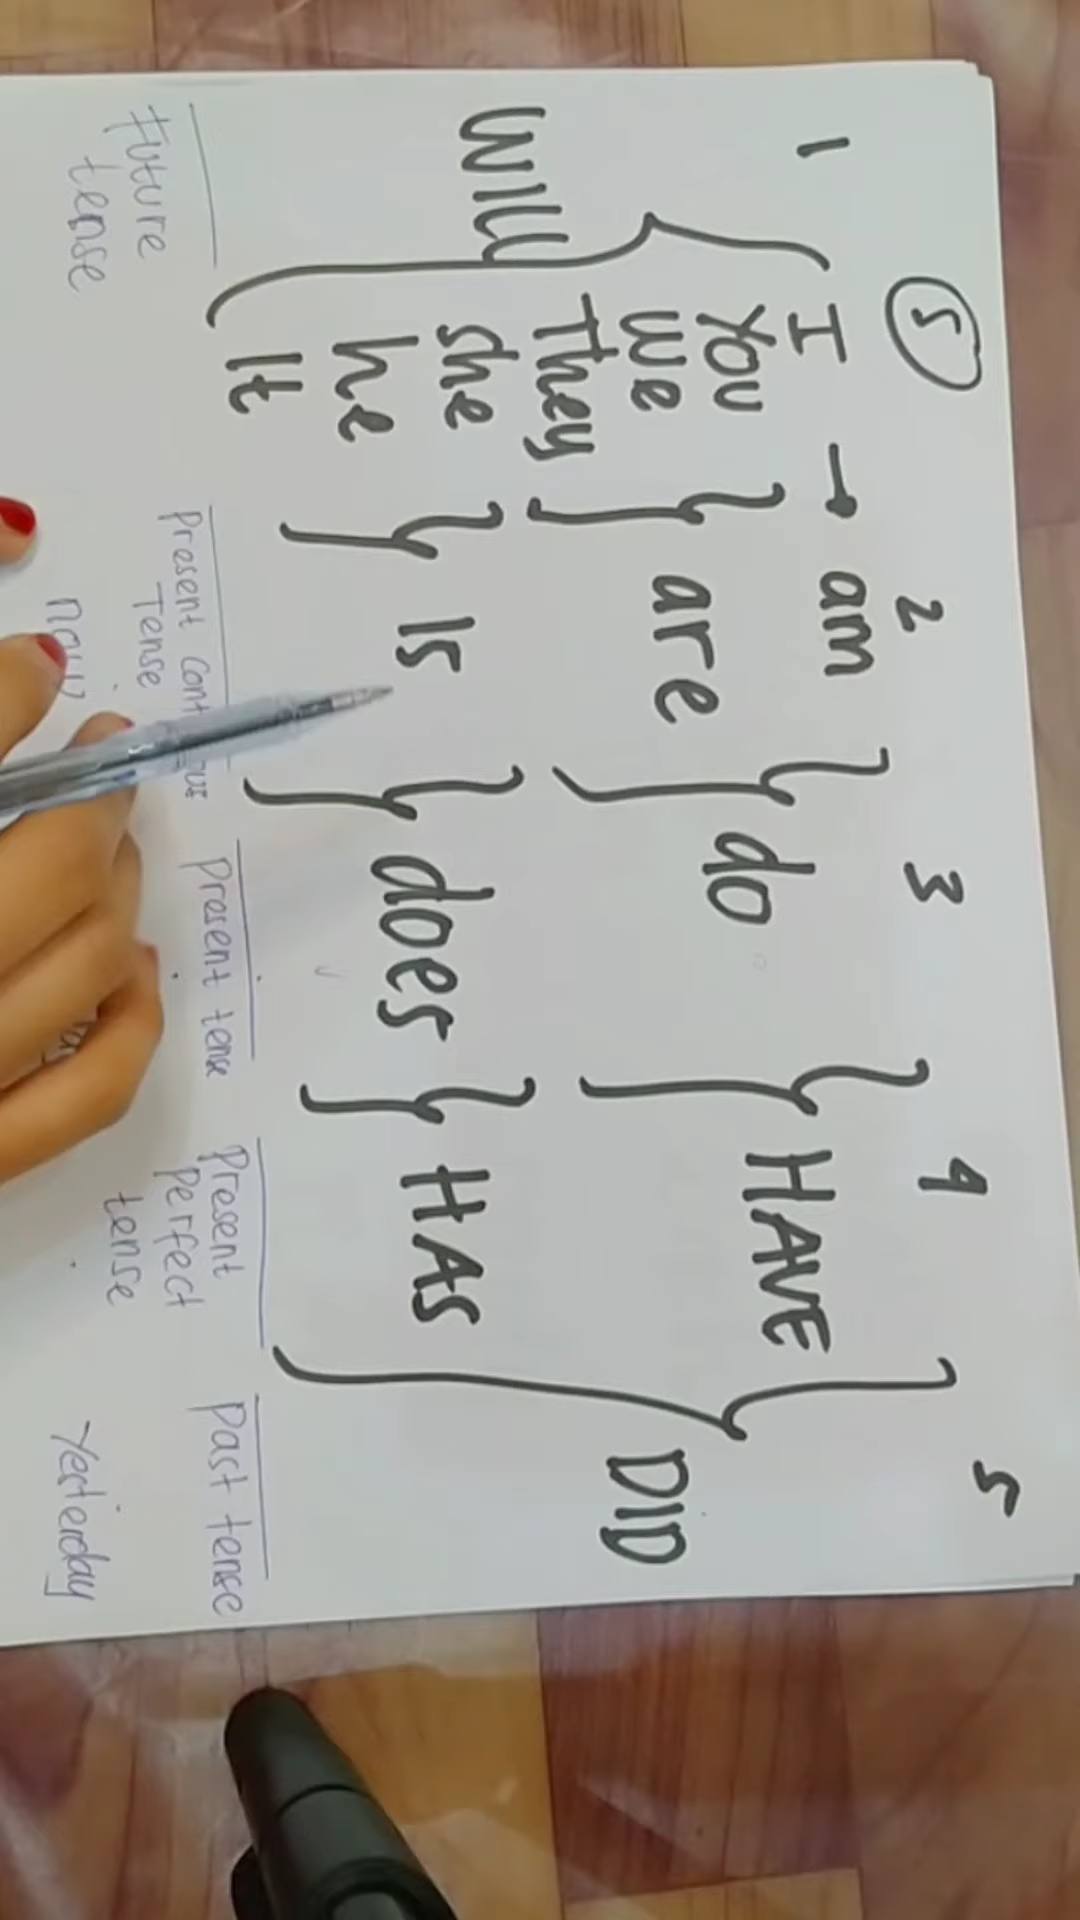 5
1 2 3 4 5
I → am
You
We are do HAVE
They
WILL DID
she
he Is does HAS
It
Future tense
Present Tense
now
Present tense
Present Perfect tense
Past tense
Yesterday